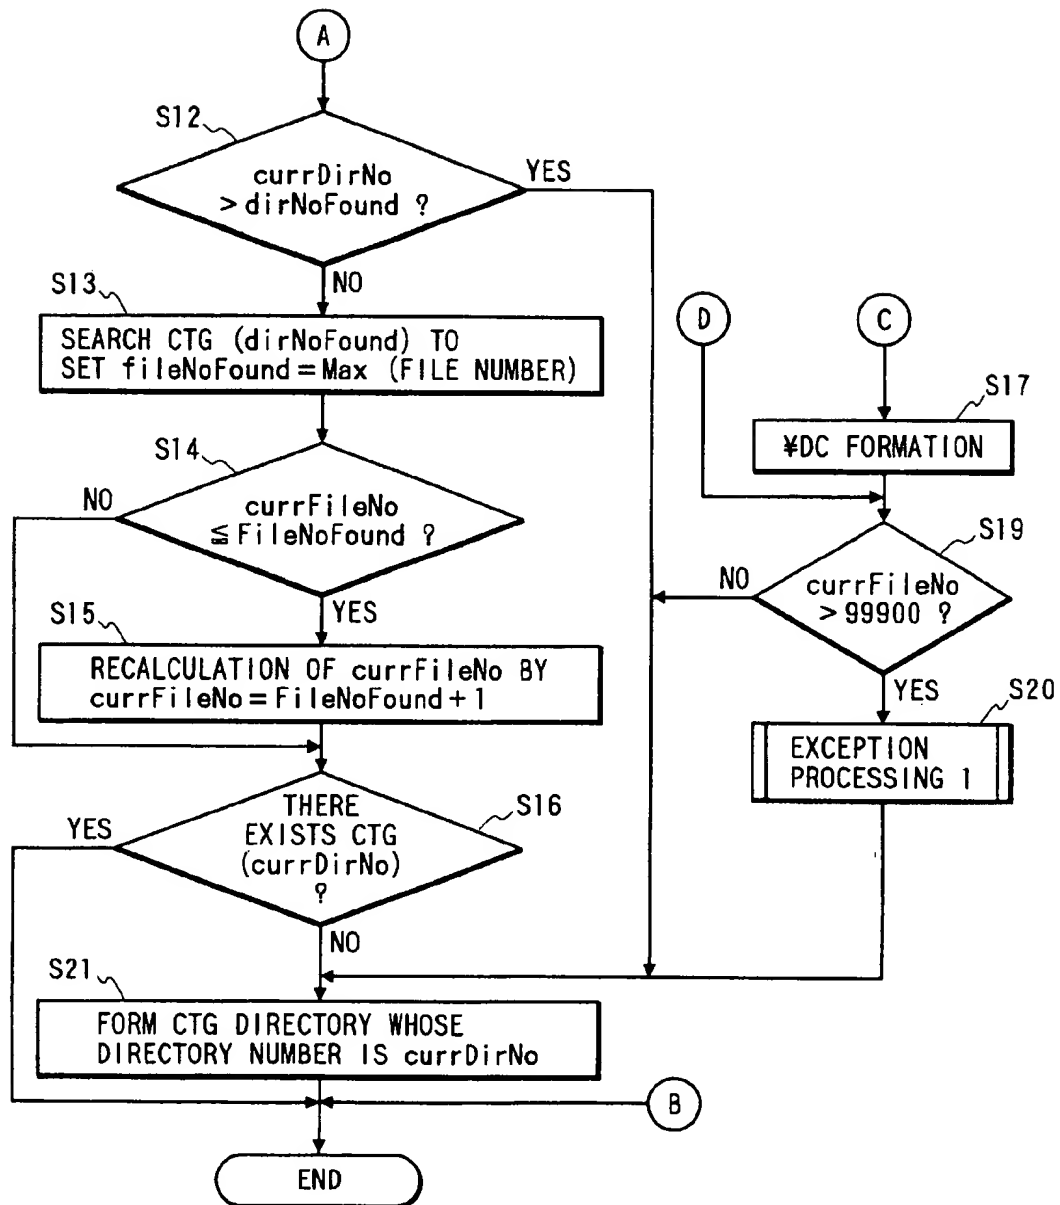 A
S12
currDirNo
> dirNoFound ?
YES
NO
S13
SEARCH CTG (dirNoFound) TO
SET fileNoFound = Max (FILE NUMBER)
D
C
S17
¥DC FORMATION
S14
NO
currFileNo
≦ FileNoFound ?
YES
S19
NO
currFileNo
> 99900 ?
YES
S15
RECALCULATION OF currFileNo BY
currFileNo = FileNoFound + 1
S20
EXCEPTION
PROCESSING 1
S16
YES
THERE
EXISTS CTG
(currDirNo)
?
NO
S21
FORM CTG DIRECTORY WHOSE
DIRECTORY NUMBER IS currDirNo
B
END